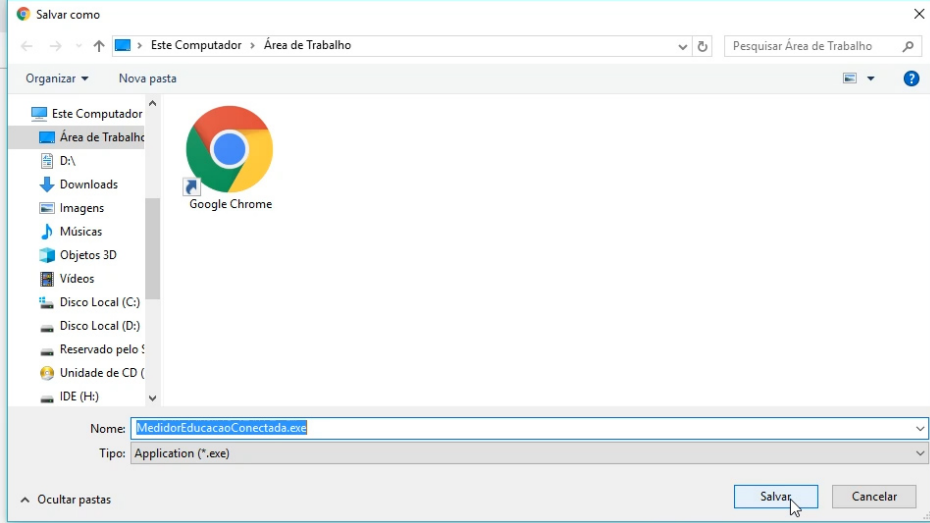 Salvar como
Este Computador > Área de Trabalho
Pesquisar Área de Trabalho
Organizar
Nova pasta
Este Computador
Área de Trabalho
D:\
Downloads
Imagens
Músicas
Objetos 3D
Vídeos
Disco Local (C:)
Disco Local (D:)
Reservado pelo S
Unidade de CD (
IDE (H:)
Google Chrome
Nome: MedidorEducacaoConectada.exe
Tipo: Application (*.exe)
Ocultar pastas
Salvar
Cancelar